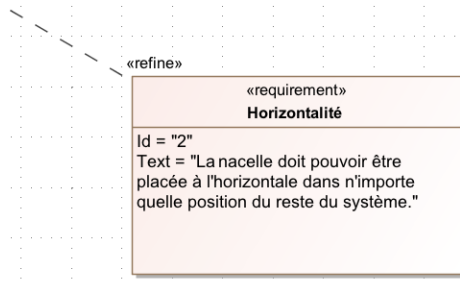 «refine»
«requirement»
Horizontalité
Id = "2"
Text = "La nacelle doit pouvoir être
placée à l'horizontale dans n'importe
quelle position du reste du système."